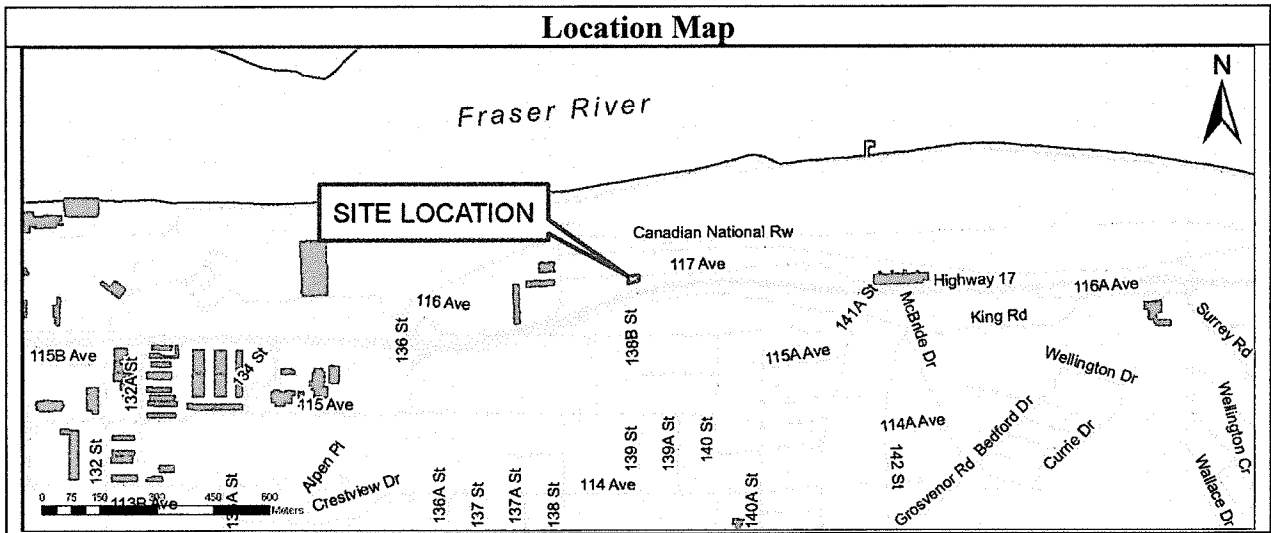 Location Map
N
Fraser River
SITE LOCATION
Canadian National Rw
117 Ave
Highway 17
116A Ave
116 Ave
141A St
McBride Dr
King Rd
Surrey Rd
136 St
138B St
115B Ave
132A St
134 St
115A Ave
Wellington Dr
115 Ave
114A Ave
Bedford Dr
Currie Dr
Wellington Cr
132 St
Alpen Pl
139 St
139A St
140 St
142 St
Grosvenor Rd
Wallace Dr
Crestview Dr
136A St
137 St
137A St
138 St
114 Ave
140A St
0 75 150 300 450 600
Meters
113B Ave